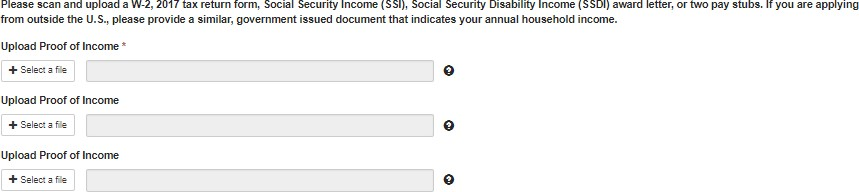 Please scan and upload a W-2, 2017 tax return form, Social Security Income (SSI), Social Security Disability Income (SSDI) award letter, or two pay stubs. If you are applying
from outside the U.S., please provide a similar, government issued document that indicates your annual household income.
Upload Proof of Income *
+ Select a file
?
Upload Proof of Income
+ Select a file
?
Upload Proof of Income
+ Select a file
?